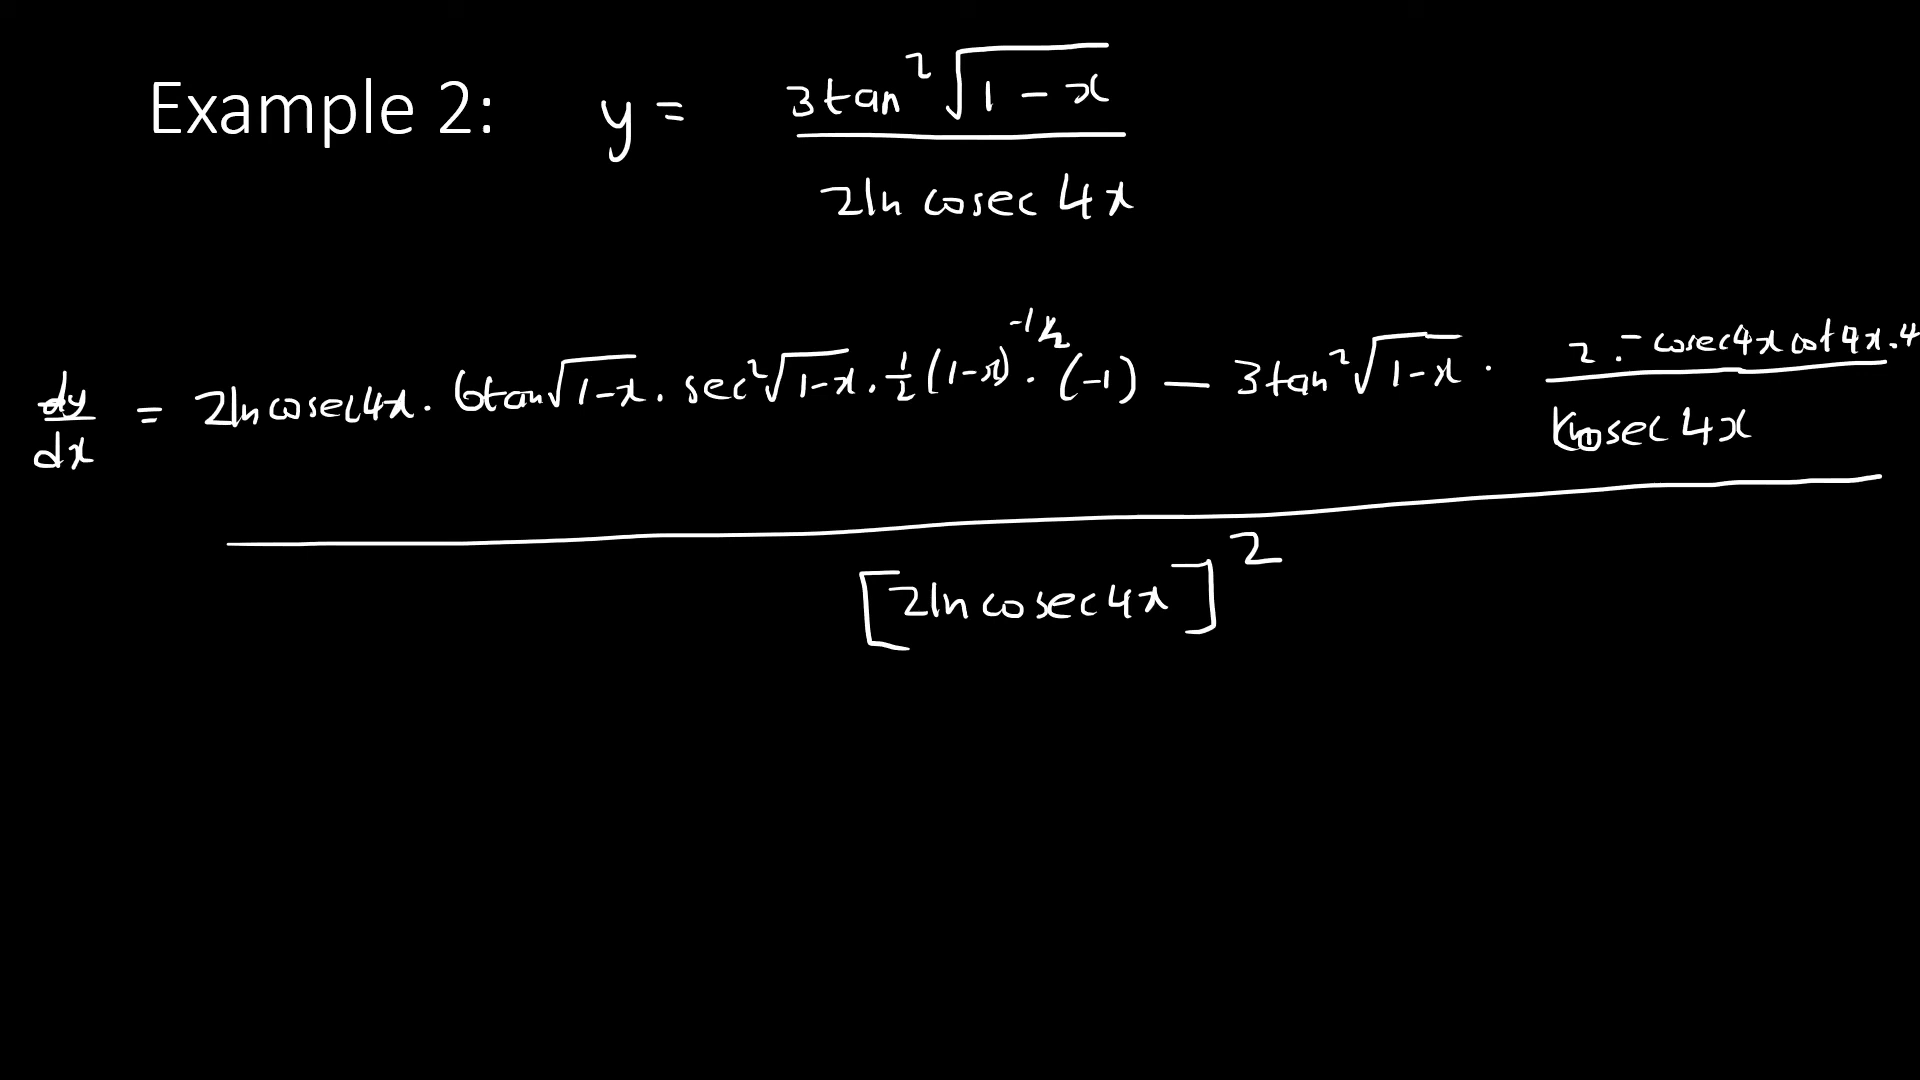 Example 2: y = 3tan²√(1-x) / 2ln cosec 4x
dy/dx = 2ln cosec4x . 6tan√(1-x) . sec²√(1-x) . 1/2 (1-x)^(-1/2) . (-1) — 3tan²√(1-x) . 2 . -cosec4x cot4x . 4 / cosec 4x
[2ln cosec4x]²